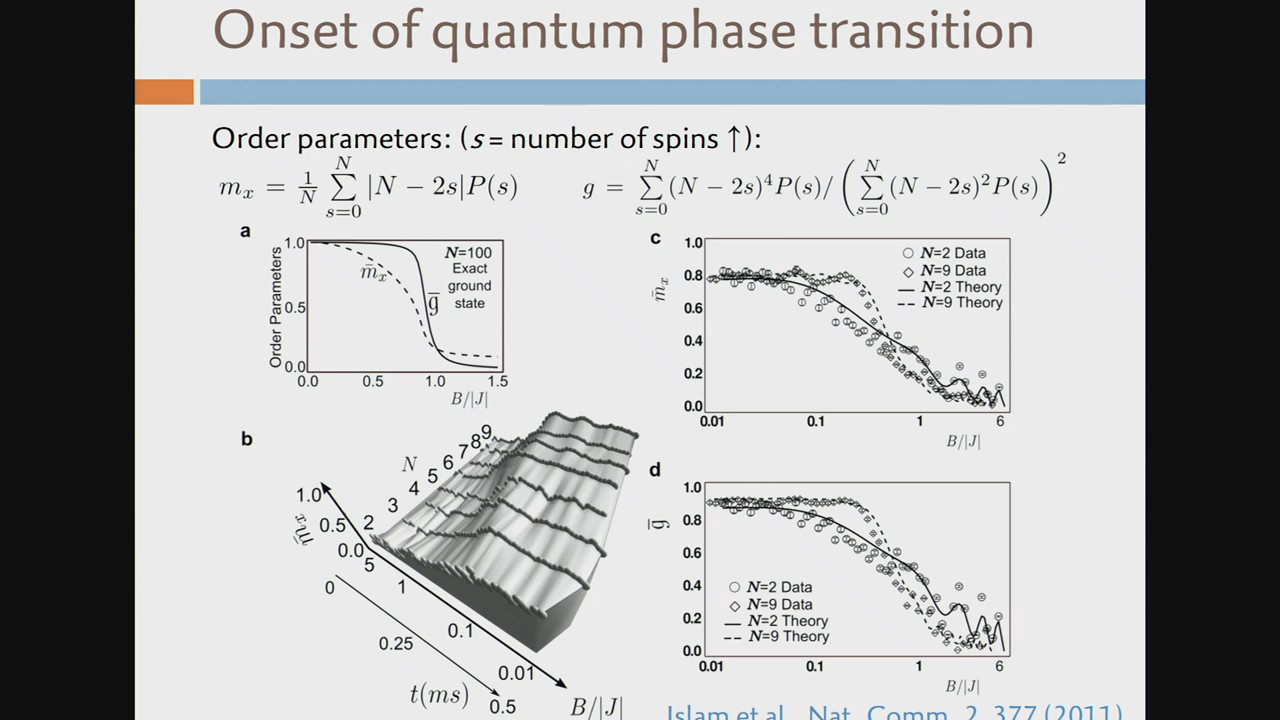 Onset of quantum phase transition
Order parameters: (s = number of spins ↑):
m_x = 1/N ∑_{s=0}^{N} |N − 2s|P(s)
g = ∑_{s=0}^{N} (N − 2s)^4 P(s)/ (∑_{s=0}^{N} (N − 2s)^2 P(s))^2
a
Order Parameters
1.0
0.5
0.0
m̄_x
ḡ
N=100
Exact
ground
state
0.0 0.5 1.0 1.5
B/|J|
b
m̄_x
1.0
0.5
0.0
N
2 3 4 5 6 7 8 9
5 1 0.1 0.01
B/|J|
0 0.25 0.5
t(ms)
c
m̄_x
1.0
0.8
0.6
0.4
0.2
0.0
N=2 Data
N=9 Data
N=2 Theory
N=9 Theory
0.01 0.1 1 6
B/|J|
d
ḡ
1.0
0.8
0.6
0.4
0.2
0.0
N=2 Data
N=9 Data
N=2 Theory
N=9 Theory
0.01 0.1 1 6
B/|J|
Islam et al., Nat. Comm. 2, 377 (2011)